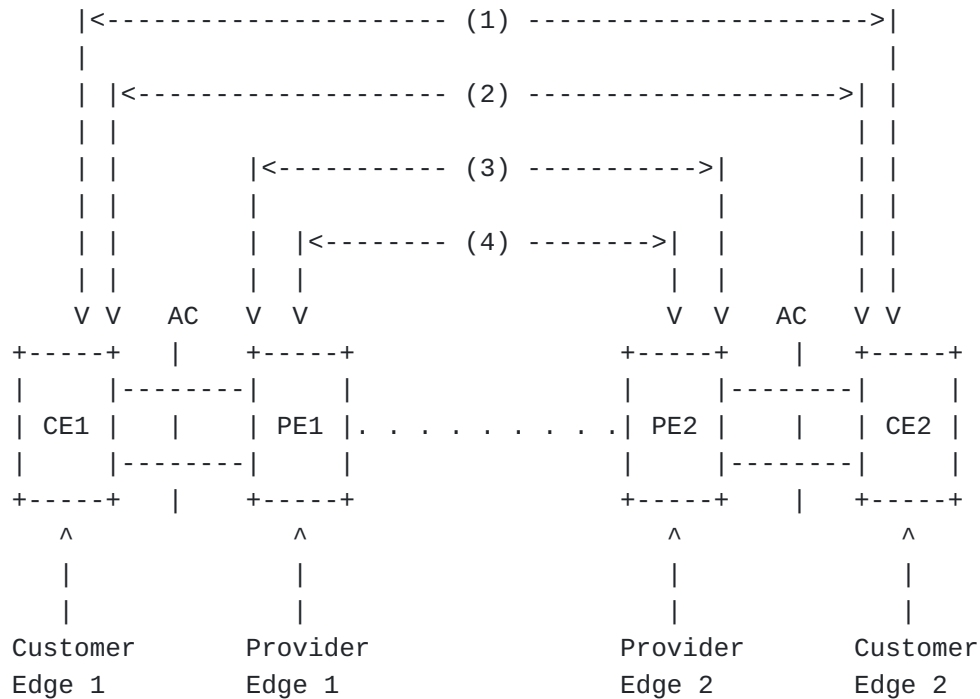 |<---------------------- (1) ---------------------->|
|                                                   |
| |<-------------------- (2) -------------------->| |
| |                                               | |
| |        |<----------- (3) ----------->|        | |
| |        |                             |        | |
| |        |  |<-------- (4) -------->|  |        | |
| |        |  |                       |  |        | |
V V   AC   V  V                       V  V   AC   V V
+-----+   |    +-----+                 +-----+    |   +-----+
|     |--------|     |                 |     |--------|     |
| CE1 |   |    | PE1 |. . . . . . . . .| PE2 |    |   | CE2 |
|     |--------|     |                 |     |--------|     |
+-----+   |    +-----+                 +-----+    |   +-----+
^              ^                       ^              ^
|              |                       |              |
|              |                       |              |
Customer       Provider                Provider       Customer
Edge 1         Edge 1                  Edge 2         Edge 2